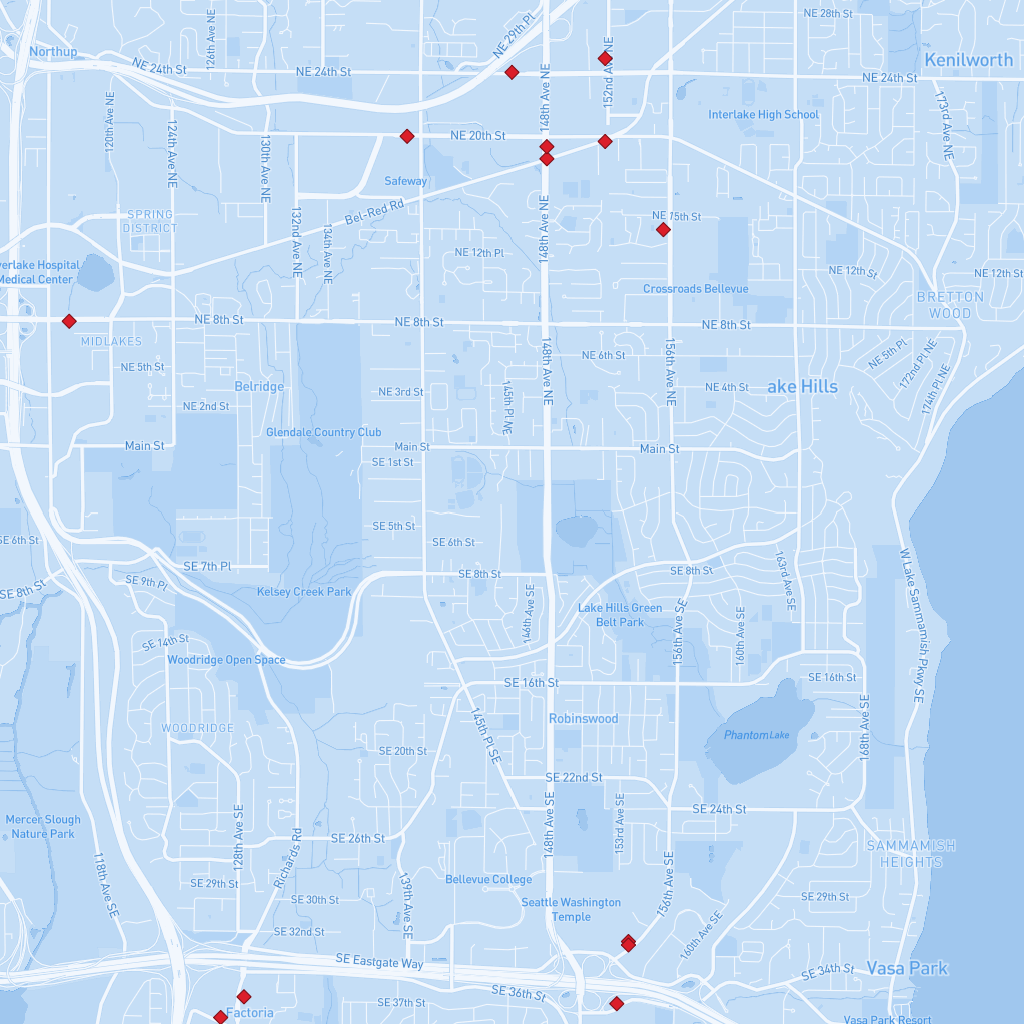 NE 29th Pl
NE 28th St
126th Ave NE
Northup
NE 24th St
NE 24th St
148th Ave NE
152nd Ave NE
NE 24th St
Kenilworth
120th Ave NE
124th Ave NE
130th Ave NE
NE 20th St
Interlake High School
173rd Ave NE
Safeway
Bel-Red Rd
SPRING
DISTRICT
132nd Ave NE
134th Ave NE
148th Ave NE
NE 15th St
NE 12th Pl
verlake Hospital
Medical Center
NE 12th St
NE 12th St
Crossroads Bellevue
BRETTON
WOOD
NE 8th St
NE 8th St
NE 8th St
MIDLAKES
NE 5th St
148th Ave NE
NE 6th St
156th Ave NE
NE 5th Pl
172nd Pl NE
174th Pl NE
Belridge
NE 3rd St
145th Pl NE
NE 4th St
ake Hills
NE 2nd St
Glendale Country Club
Main St
Main St
Main St
SE 1st St
SE 5th St
SE 6th St
SE 6th St
SE 7th Pl
SE 8th St
SE 8th St
163rd Ave SE
W Lake Sammamish Pkwy SE
SE 8th St
SE 9th Pl
Kelsey Creek Park
146th Ave SE
Lake Hills Green
Belt Park
156th Ave SE
160th Ave SE
SE 14th St
Woodridge Open Space
SE 16th St
SE 16th St
WOODRIDGE
145th Pl SE
Robinswood
168th Ave SE
Phantom Lake
SE 20th St
SE 22nd St
Mercer Slough
Nature Park
128th Ave SE
Richards Rd
SE 26th St
148th Ave SE
153rd Ave SE
SE 24th St
SAMMAMISH
HEIGHTS
118th Ave SE
SE 29th St
139th Ave SE
Bellevue College
156th Ave SE
SE 29th St
SE 30th St
Seattle Washington
Temple
160th Ave SE
SE 32nd St
SE Eastgate Way
SE 34th St
Vasa Park
SE 36th St
SE 37th St
Factoria
Vasa Park Resort